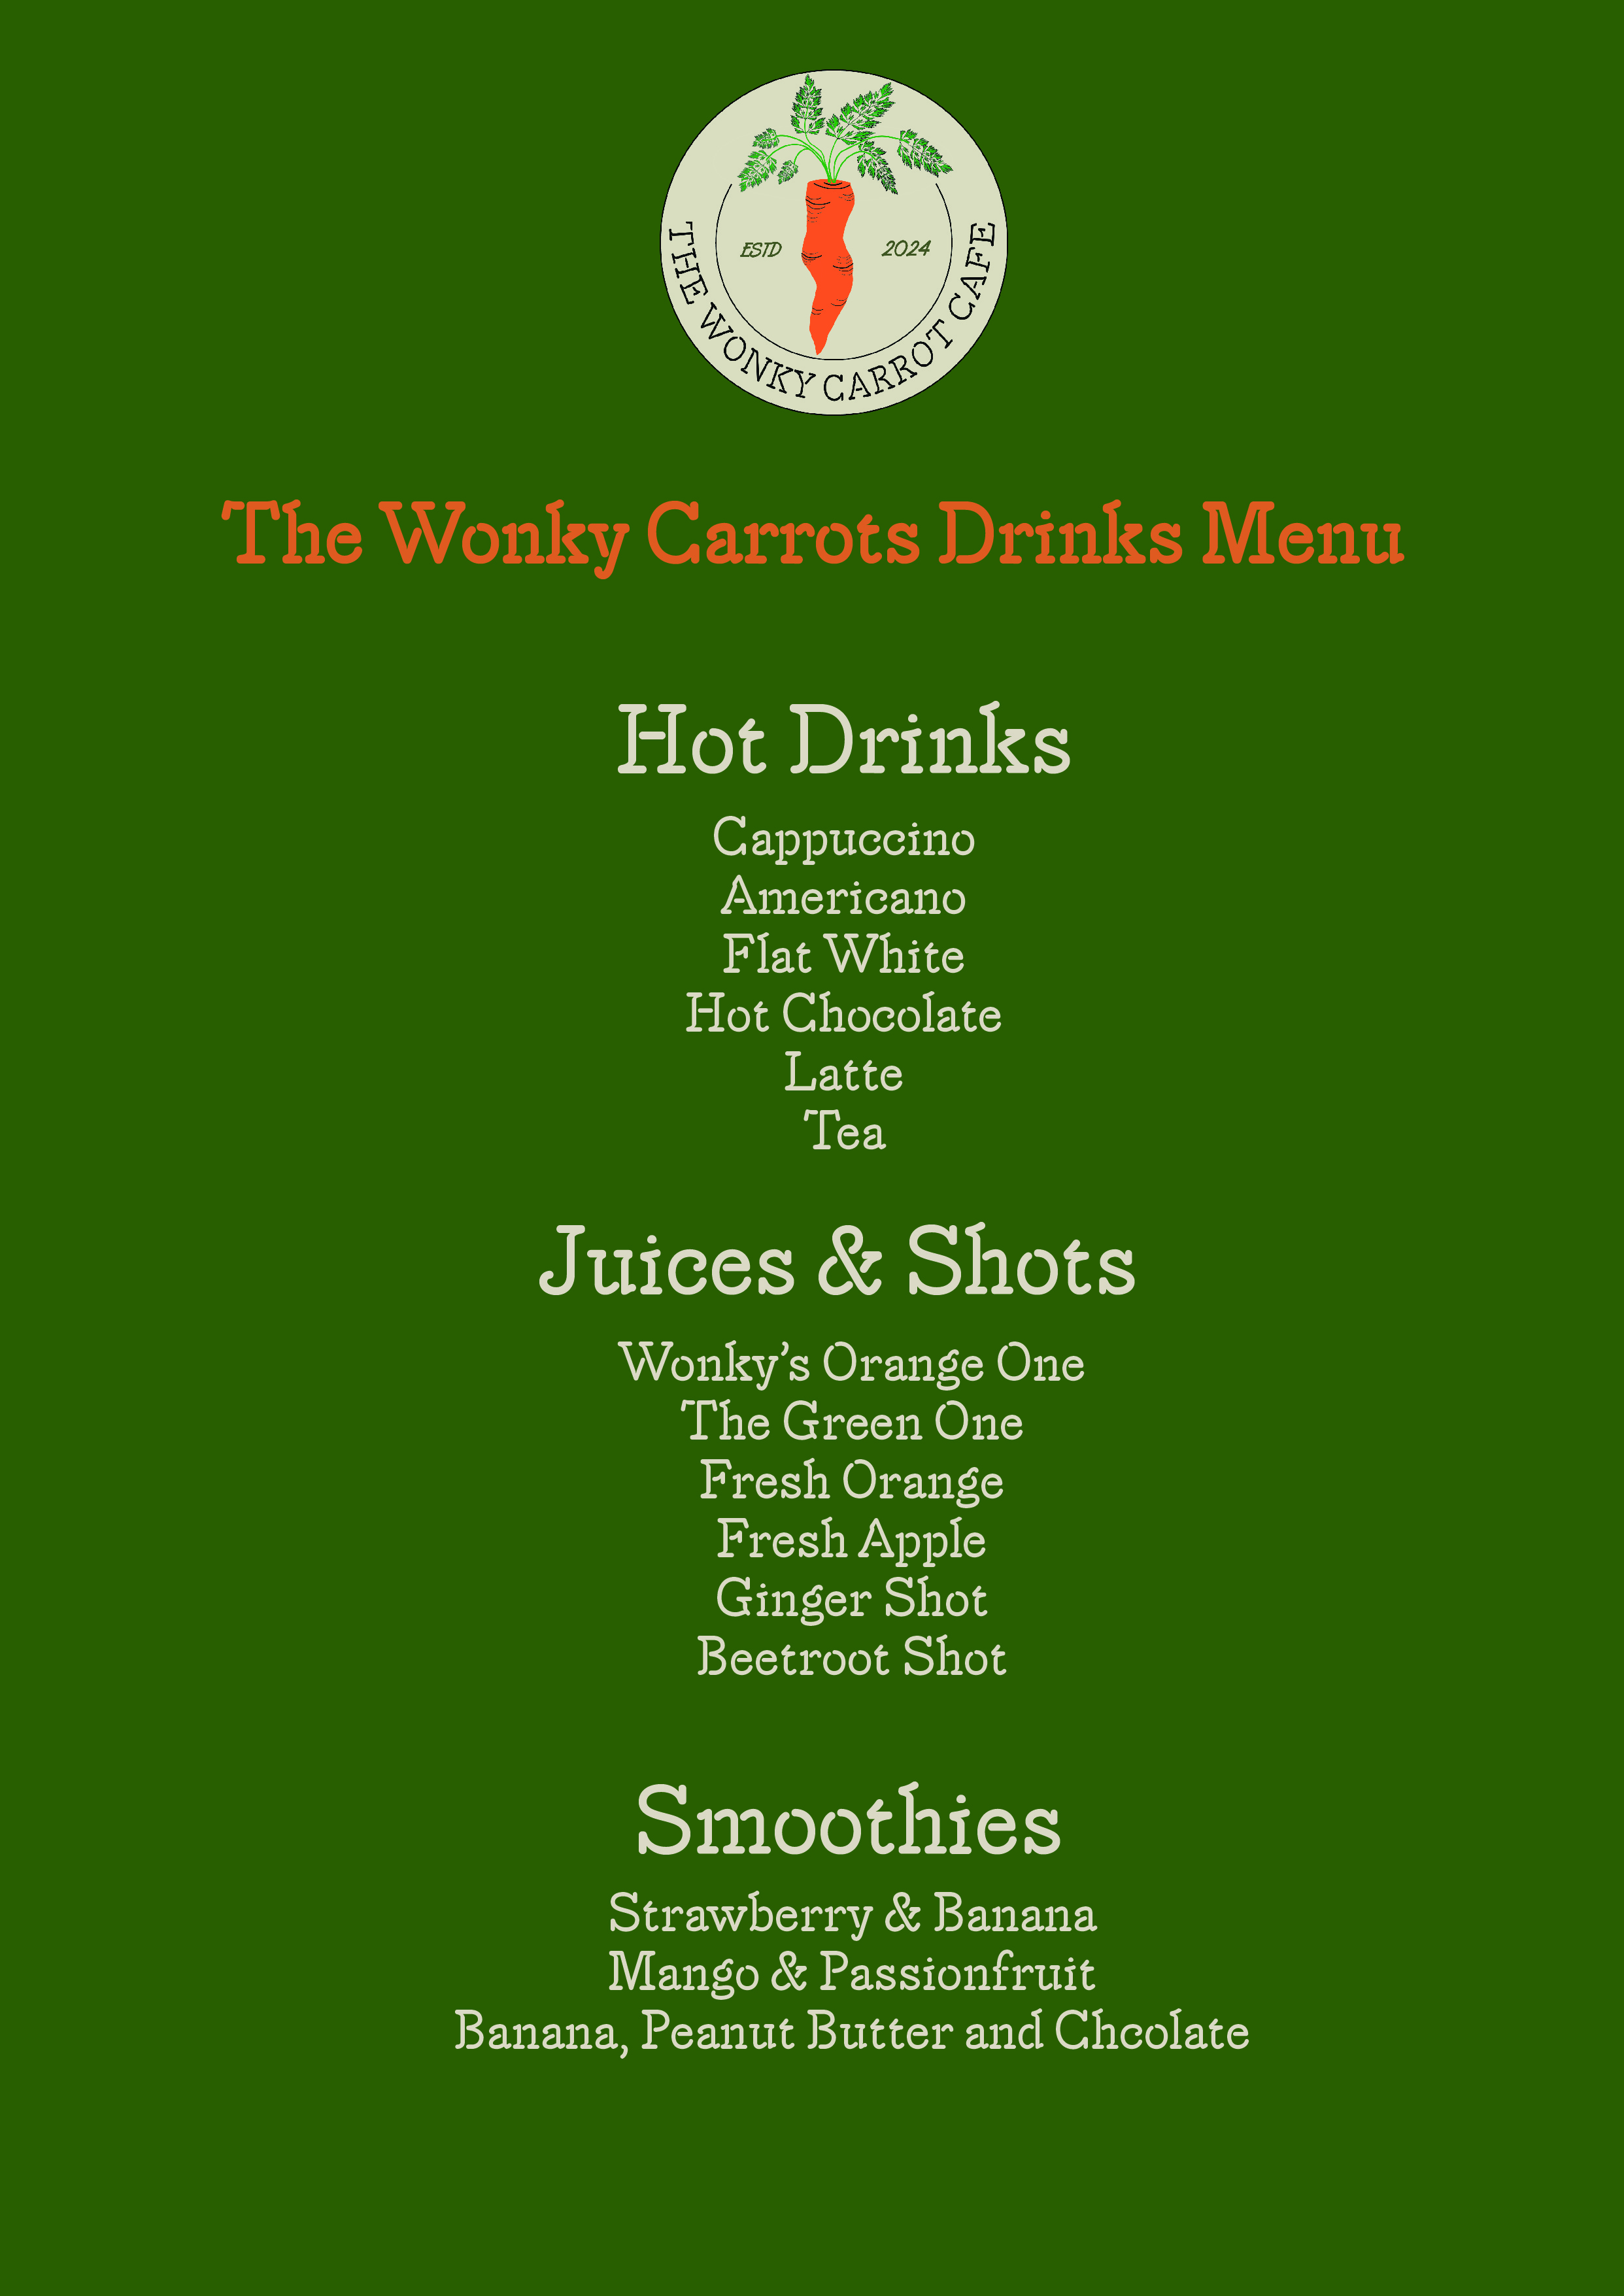 ESTD 2024
THE WONKY CARROT CAFE
The Wonky Carrots Drinks Menu
Hot Drinks
Cappuccino
Americano
Flat White
Hot Chocolate
Latte
Tea
Juices & Shots
Wonky’s Orange One
The Green One
Fresh Orange
Fresh Apple
Ginger Shot
Beetroot Shot
Smoothies
Strawberry & Banana
Mango & Passionfruit
Banana, Peanut Butter and Chcolate